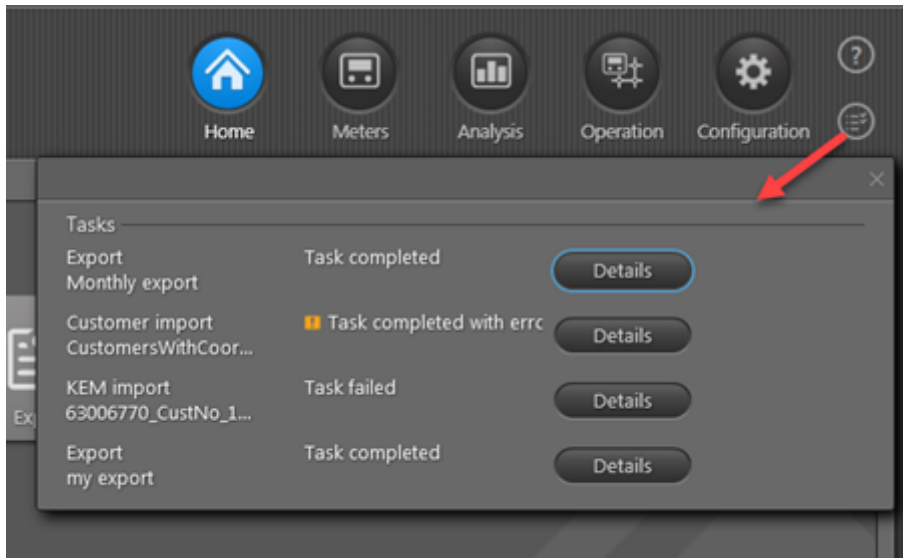 ?
Home
Meters
Analysis
Operation
Configuration
Tasks
Export
Monthly export
Task completed
Details
Customer import
CustomersWithCoor...
Task completed with
Details
KEM import
63006770_CustNo_1...
Task failed
Details
Export
my export
Task completed
Details